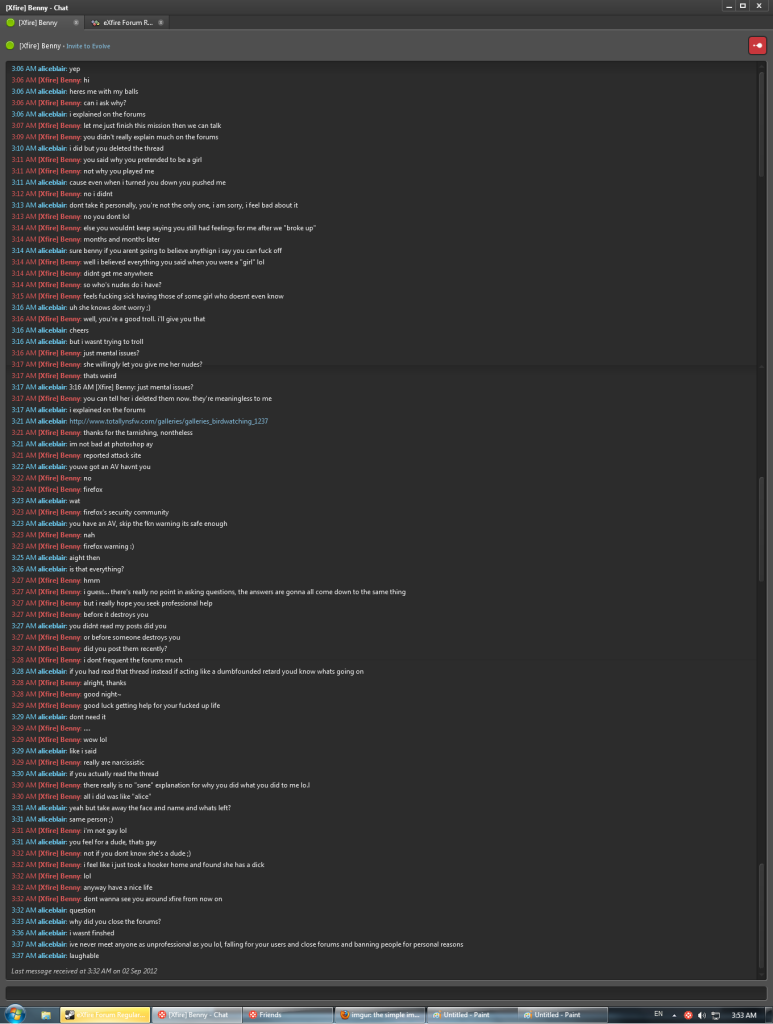 [Xfire] Benny - Chat
[Xfire] Benny
eXfire Forum R...
[Xfire] Benny - Invite to Evolve
3:06 AM aliceblair: yep
3:06 AM [Xfire] Benny: hi
3:06 AM aliceblair: heres me with my balls
3:06 AM [Xfire] Benny: can i ask why?
3:06 AM aliceblair: i explained on the forums
3:07 AM [Xfire] Benny: let me just finish this mission then we can talk
3:09 AM [Xfire] Benny: you didn't really explain much on the forums
3:10 AM aliceblair: i did but you deleted the thread
3:11 AM [Xfire] Benny: you said why you pretended to be a girl
3:11 AM [Xfire] Benny: not why you played me
3:11 AM aliceblair: cause even when i turned you down you pushed me
3:12 AM [Xfire] Benny: no i didnt
3:13 AM aliceblair: dont take it personally, you're not the only one, i am sorry, i feel bad about it
3:13 AM [Xfire] Benny: no you dont lol
3:14 AM [Xfire] Benny: else you wouldnt keep saying you still had feelings for me after we "broke up"
3:14 AM [Xfire] Benny: months and months later
3:14 AM aliceblair: sure benny if you arent going to believe anythign i say you can fuck off
3:14 AM [Xfire] Benny: well i believed everything you said when you were a "girl" lol
3:14 AM [Xfire] Benny: didnt get me anywhere
3:14 AM [Xfire] Benny: so who's nudes do i have?
3:15 AM [Xfire] Benny: feels fucking sick having those of some girl who doesnt even know
3:16 AM aliceblair: uh she knows dont worry ;)
3:16 AM [Xfire] Benny: well, you're a good troll. i'll give you that
3:16 AM aliceblair: cheers
3:16 AM aliceblair: but i wasnt trying to troll
3:16 AM [Xfire] Benny: just mental issues?
3:17 AM [Xfire] Benny: she willingly let you give me her nudes?
3:17 AM [Xfire] Benny: thats weird
3:17 AM aliceblair: 3:16 AM [Xfire] Benny: just mental issues?
3:17 AM [Xfire] Benny: you can tell her i deleted them now. they're meaningless to me
3:17 AM aliceblair: i explained on the forums
3:21 AM aliceblair: http://www.totallynsfw.com/galleries/galleries_birdwatching_1237
3:21 AM [Xfire] Benny: thanks for the tarnishing, nontheless
3:21 AM aliceblair: im not bad at photoshop ay
3:21 AM [Xfire] Benny: reported attack site
3:22 AM aliceblair: youve got an AV havnt you
3:22 AM [Xfire] Benny: no
3:22 AM [Xfire] Benny: firefox
3:23 AM aliceblair: wat
3:23 AM [Xfire] Benny: firefox's security community
3:23 AM aliceblair: you have an AV, skip the fkn warning its safe enough
3:23 AM [Xfire] Benny: nah
3:23 AM [Xfire] Benny: firefox warning :)
3:25 AM aliceblair: aight then
3:26 AM aliceblair: is that everything?
3:27 AM [Xfire] Benny: hmm
3:27 AM [Xfire] Benny: i guess... there's really no point in asking questions, the answers are gonna all come down to the same thing
3:27 AM [Xfire] Benny: but i really hope you seek professional help
3:27 AM [Xfire] Benny: before it destroys you
3:27 AM aliceblair: you didnt read my posts did you
3:27 AM [Xfire] Benny: or before someone destroys you
3:27 AM [Xfire] Benny: did you post them recently?
3:28 AM [Xfire] Benny: i dont frequent the forums much
3:28 AM aliceblair: if you had read that thread instead if acting like a dumbfounded retard youd know whats going on
3:28 AM [Xfire] Benny: alright, thanks
3:28 AM [Xfire] Benny: good night~
3:29 AM [Xfire] Benny: good luck getting help for your fucked up life
3:29 AM aliceblair: dont need it
3:29 AM [Xfire] Benny: ....
3:29 AM [Xfire] Benny: wow lol
3:29 AM aliceblair: like i said
3:29 AM [Xfire] Benny: really are narcissistic
3:30 AM aliceblair: if you actually read the thread
3:30 AM [Xfire] Benny: there really is no "sane" explanation for why you did what you did to me lo.l
3:30 AM [Xfire] Benny: all i did was like "alice"
3:31 AM aliceblair: yeah but take away the face and name and whats left?
3:31 AM aliceblair: same person ;)
3:31 AM [Xfire] Benny: i'm not gay lol
3:31 AM aliceblair: you feel for a dude, thats gay
3:32 AM [Xfire] Benny: not if you dont know she's a dude ;)
3:32 AM [Xfire] Benny: i feel like i just took a hooker home and found she has a dick
3:32 AM [Xfire] Benny: lol
3:32 AM [Xfire] Benny: anyway have a nice life
3:32 AM [Xfire] Benny: dont wanna see you around xfire from now on
3:32 AM aliceblair: question
3:33 AM aliceblair: why did you close the forums?
3:36 AM aliceblair: i wasnt finshed
3:37 AM aliceblair: ive never meet anyone as unprofessional as you lol, falling for your users and close forums and banning people for personal reasons
3:37 AM aliceblair: laughable
Last message received at 3:32 AM on 02 Sep 2012
eXfire Forum Regular...
[Xfire] Benny - Chat
Friends
imgur: the simple im...
Untitled - Paint
Untitled - Paint
EN
3:53 AM